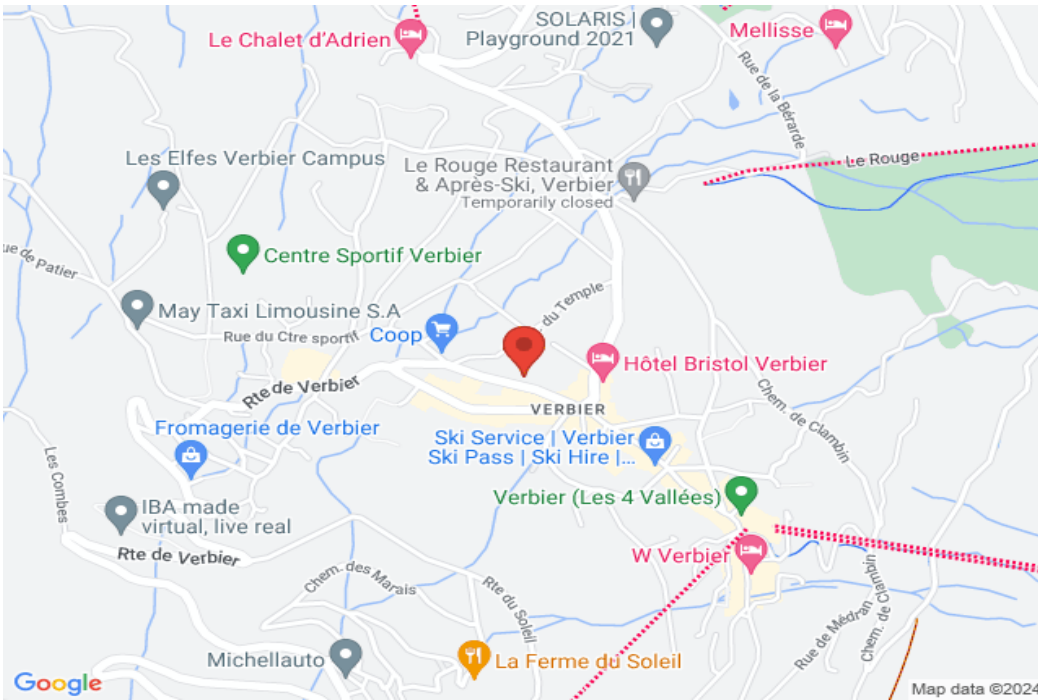 SOLARIS |
Playground 2021
Mellisse
Le Chalet d'Adrien
Rue de la Bérarde
Les Elfes Verbier Campus
Le Rouge Restaurant
& Après-Ski, Verbier
Temporarily closed
Le Rouge
ue de Patier
Centre Sportif Verbier
May Taxi Limousine S.A
Rue du Ctre sportif
Coop
. du Temple
Hôtel Bristol Verbier
Rte de Verbier
VERBIER
Chem. de Clambin
Fromagerie de Verbier
Ski Service | Verbier
Ski Pass | Ski Hire |...
Les Combes
Verbier (Les 4 Vallées)
IBA made
virtual, live real
Rte de Verbier
W Verbier
Chem. des Marais
Rte du Soleil
Chem. de Clambin
Rue de Médran
Michellauto
La Ferme du Soleil
Google
Map data ©2024